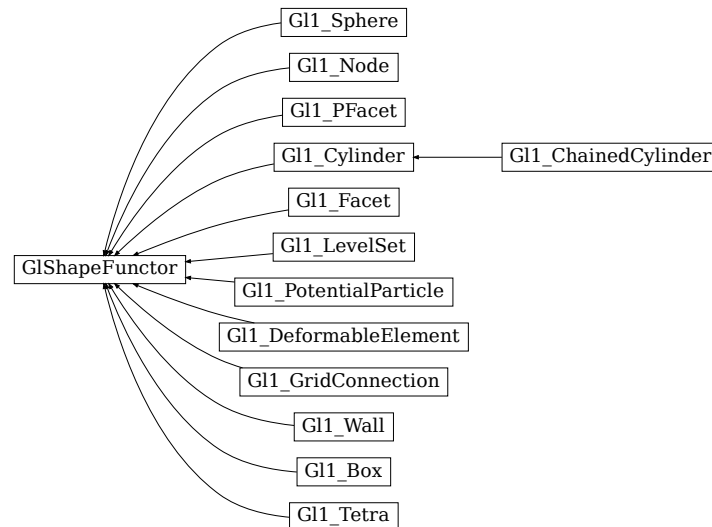 Gl1_Sphere
Gl1_Node
Gl1_PFacet
Gl1_Cylinder
Gl1_ChainedCylinder
Gl1_Facet
Gl1_LevelSet
GlShapeFunctor
Gl1_PotentialParticle
Gl1_DeformableElement
Gl1_GridConnection
Gl1_Wall
Gl1_Box
Gl1_Tetra